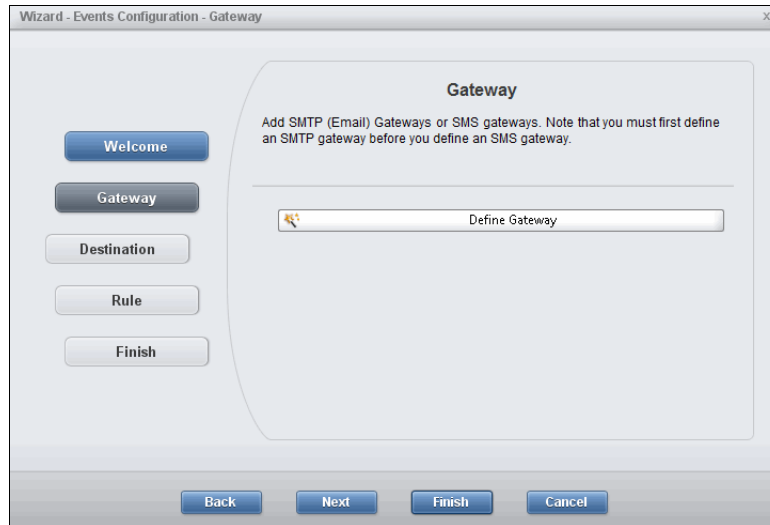 Wizard - Events Configuration - Gateway
x
Welcome
Gateway
Destination
Rule
Finish
Gateway
Add SMTP (Email) Gateways or SMS gateways. Note that you must first define
an SMTP gateway before you define an SMS gateway.
Define Gateway
Back
Next
Finish
Cancel